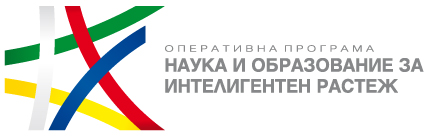 ОПЕРАТИВНА ПРОГРАМА
НАУКА И ОБРАЗОВАНИЕ ЗА
ИНТЕЛИГЕНТЕН РАСТЕЖ